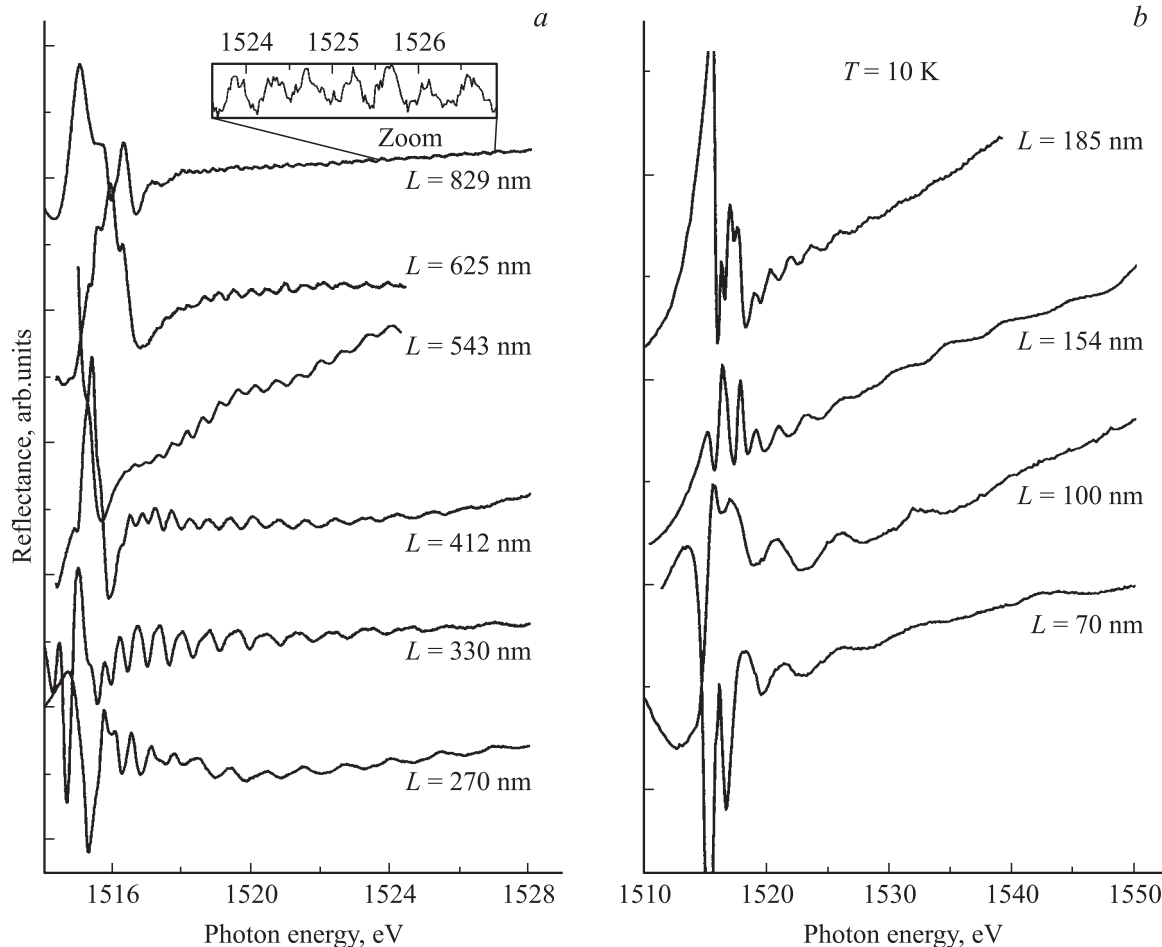 a
1524 1525 1526
Zoom
L = 829 nm
L = 625 nm
L = 543 nm
L = 412 nm
L = 330 nm
L = 270 nm
Reflectance, arb.units
1516 1520 1524 1528
Photon energy, eV
b
T = 10 K
L = 185 nm
L = 154 nm
L = 100 nm
L = 70 nm
1510 1520 1530 1540 1550
Photon energy, eV